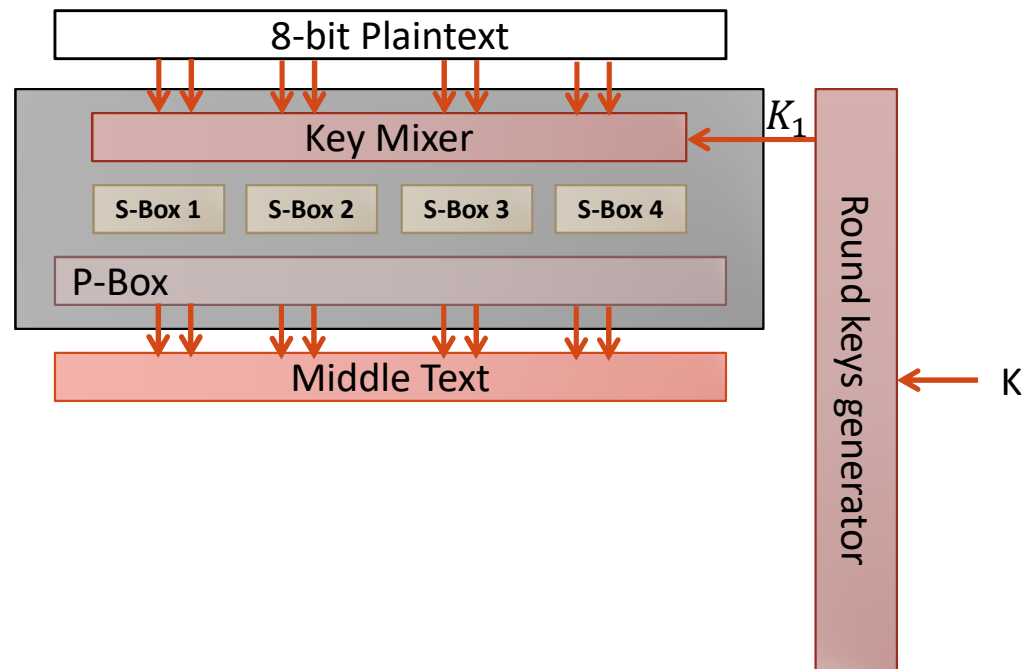 8-bit Plaintext
Key Mixer
K₁
S-Box 1 S-Box 2 S-Box 3 S-Box 4
P-Box
Middle Text
Round keys generator
K